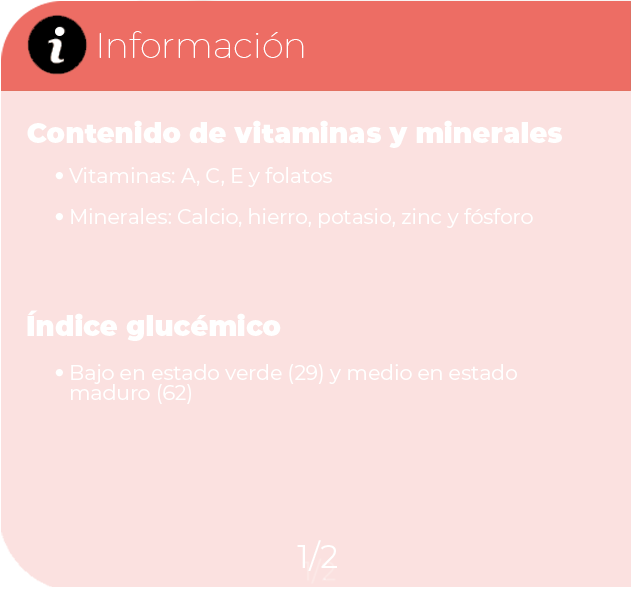 i Información
Contenido de vitaminas y minerales
• Vitaminas: A, C, E y folatos
• Minerales: Calcio, hierro, potasio, zinc y fósforo
Índice glucémico
• Bajo en estado verde (29) y medio en estado
maduro (62)
1/2